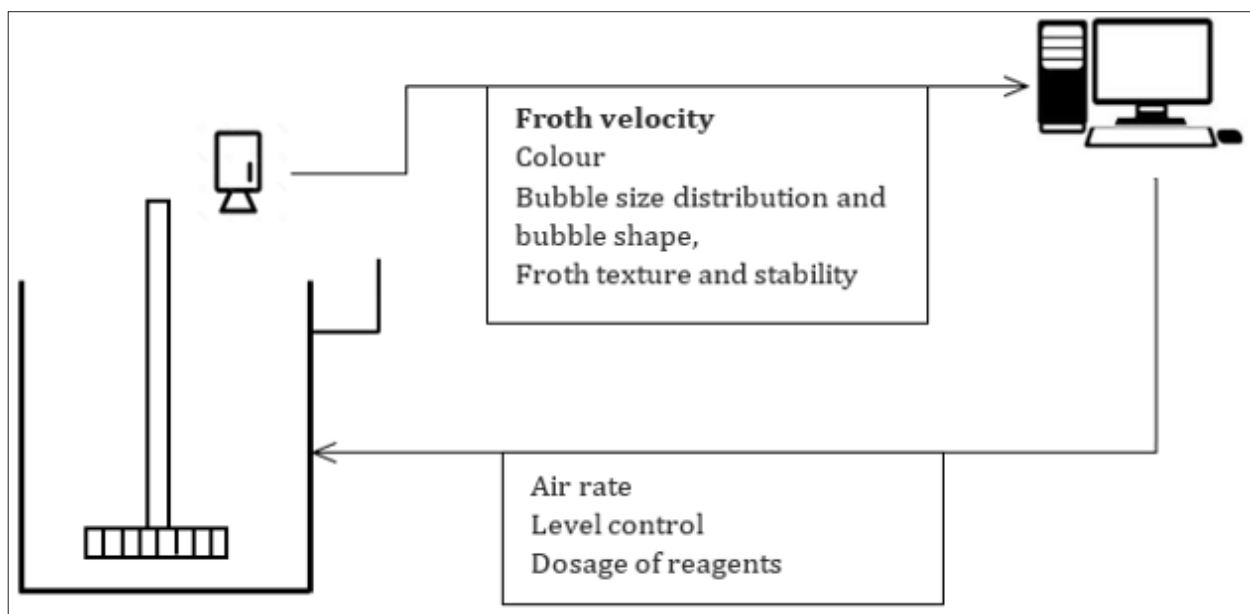 Froth velocity
Colour
Bubble size distribution and
bubble shape,
Froth texture and stability
Air rate
Level control
Dosage of reagents